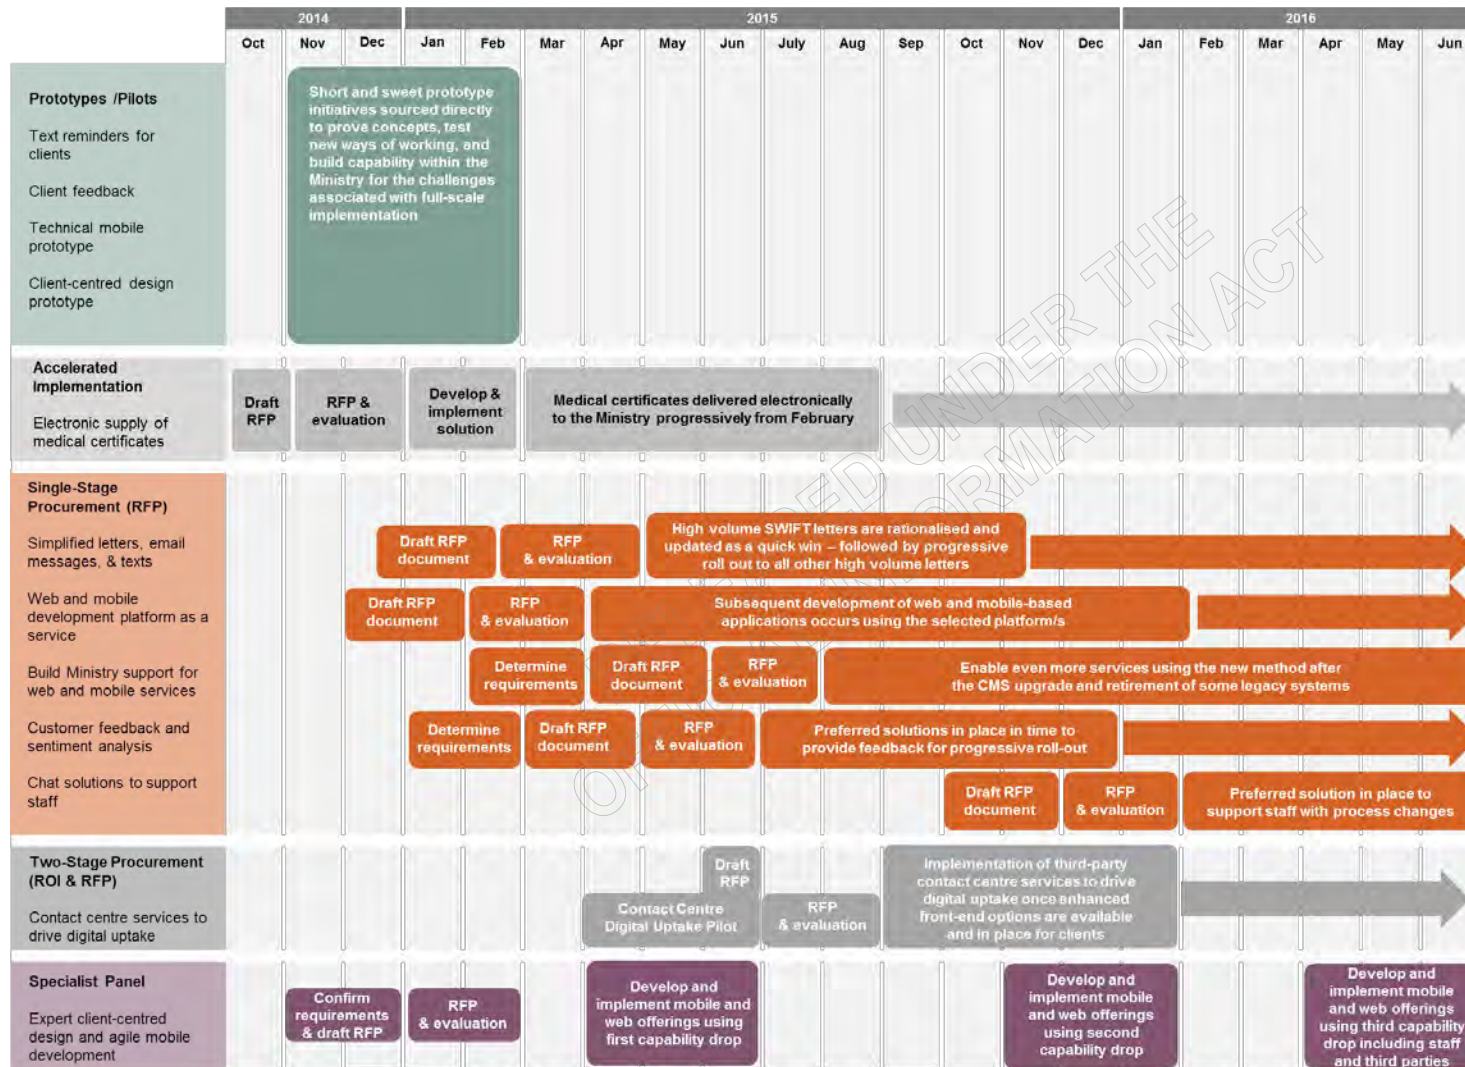 2014
2015
2016
Oct
Nov
Dec
Jan
Feb
Mar
Apr
May
Jun
July
Aug
Sep
Oct
Nov
Dec
Jan
Feb
Mar
Apr
May
Jun
Prototypes /Pilots
Text reminders for
clients
Client feedback
Technical mobile
prototype
Client-centred design
prototype
Short and sweet prototype
initiatives sourced directly
to prove concepts, test
new ways of working, and
build capability within the
Ministry for the challenges
associated with full-scale
implementation
Accelerated
Implementation
Electronic supply of
medical certificates
Draft
RFP
RFP &
evaluation
Develop &
implement
solution
Medical certificates delivered electronically
to the Ministry progressively from February
Single-Stage
Procurement (RFP)
Simplified letters, email
messages, & texts
Draft RFP
document
RFP
& evaluation
High volume SWIFT letters are rationalised and
updated as a quick win – followed by progressive
roll out to all other high volume letters
Web and mobile
development platform as a
service
Draft RFP
document
RFP
& evaluation
Subsequent development of web and mobile-based
applications occurs using the selected platform/s
Build Ministry support for
web and mobile services
Determine
requirements
Draft RFP
document
RFP
& evaluation
Enable even more services using the new method after
the CMS upgrade and retirement of some legacy systems
Customer feedback and
sentiment analysis
Determine
requirements
Draft RFP
document
RFP
& evaluation
Preferred solutions in place in time to
provide feedback for progressive roll-out
Chat solutions to support
staff
Draft RFP
document
RFP
& evaluation
Preferred solution in place to
support staff with process changes
Two-Stage Procurement
(ROI & RFP)
Contact centre services to
drive digital uptake
Draft
RFP
Contact Centre
Digital Uptake Pilot
RFP
& evaluation
Implementation of third-party
contact centre services to drive
digital uptake once enhanced
front-end options are available
and in place for clients
Specialist Panel
Expert client-centred
design and agile mobile
development
Confirm
requirements
& draft RFP
RFP
& evaluation
Develop and
implement mobile and
web offerings using
first capability drop
Develop and
implement mobile
and web offerings
using second
capability drop
Develop and
implement mobile
and web offerings
using third capability
drop including staff
and third parties
UNDER THE
INFORMATION ACT